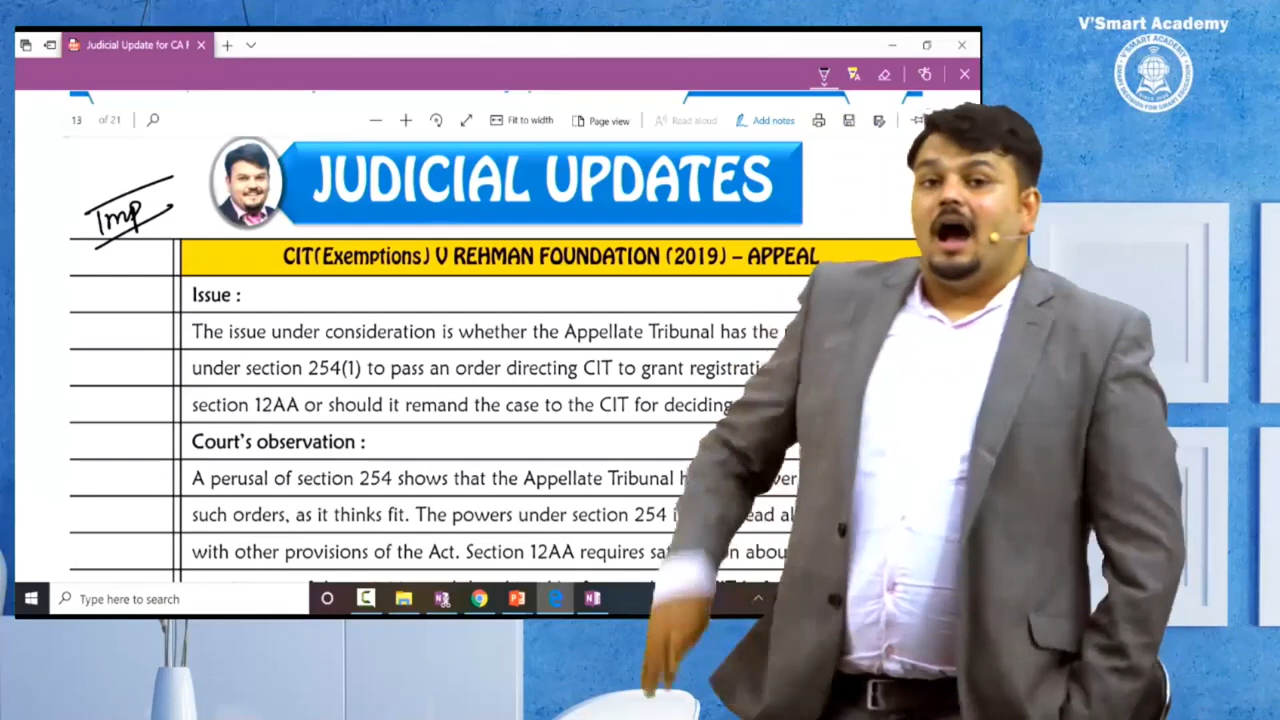 V'Smart Academy
Judicial Update for CA F
13 of 21
Fit to width
Page view
Read aloud
Add notes
Imp
JUDICIAL UPDATES
CIT(Exemptions) V REHMAN FOUNDATION (2019) – APPEAL
Issue :
The issue under consideration is whether the Appellate Tribunal has the
under section 254(1) to pass an order directing CIT to grant
section 12AA or should it remand the case to the CIT for deciding
Court's observation :
A perusal of section 254 shows that the Appellate Tribunal
such orders, as it thinks fit. The powers under section 254
with other provisions of the Act. Section 12AA requires
Type here to search